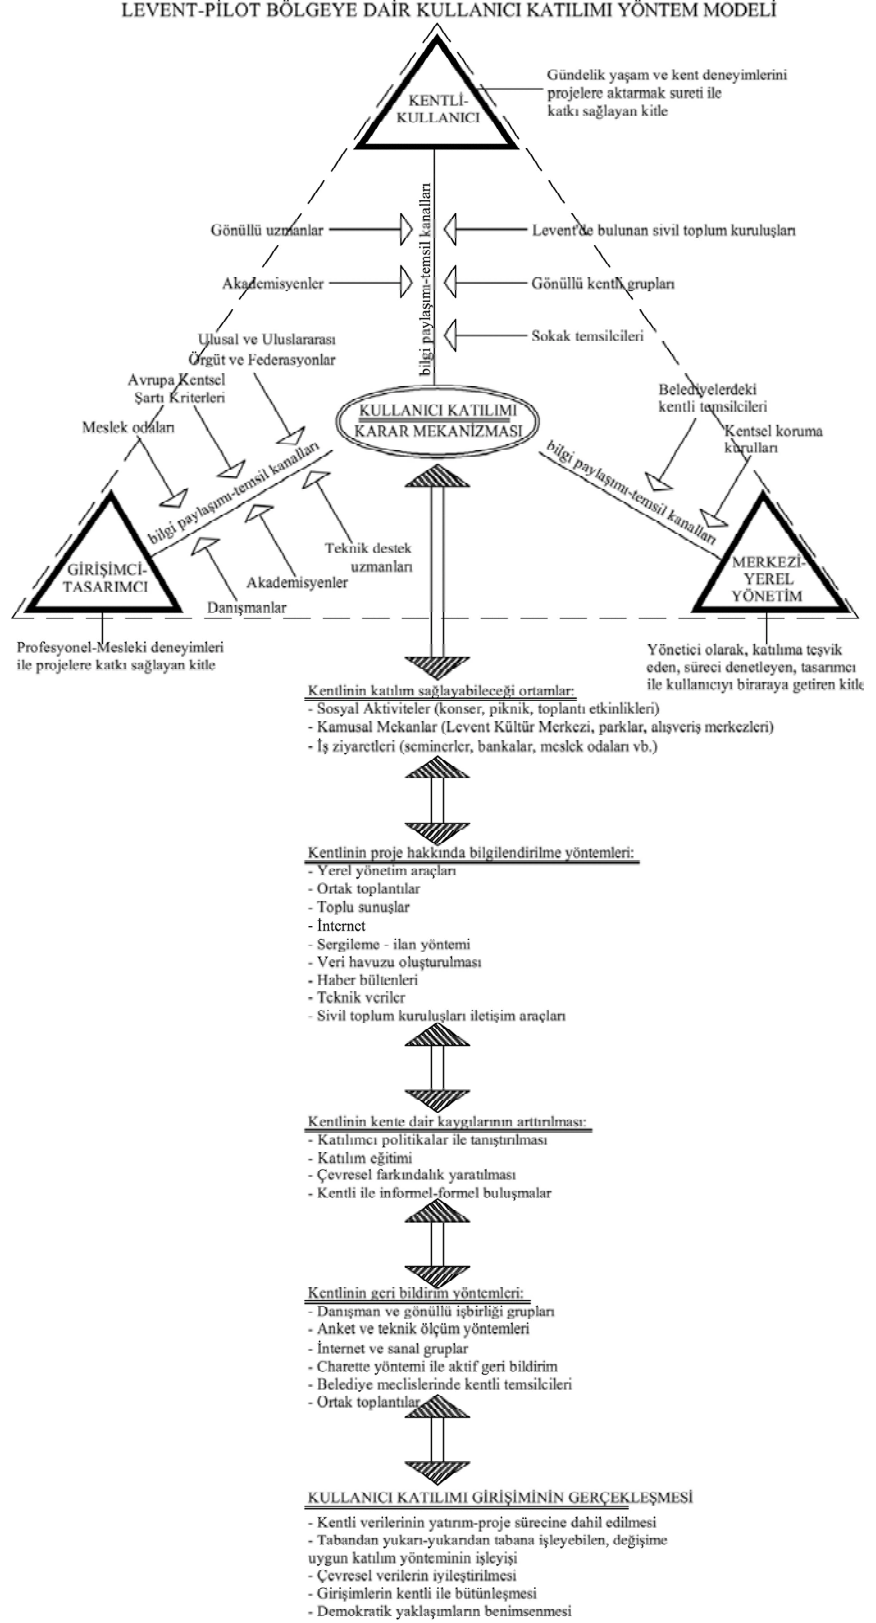 LEVENT-PİLOT BÖLGEYE DAİR KULLANICI KATILIMI YÖNTEM MODELİ
KENTLİ-
KULLANICI
Gündelik yaşam ve kent deneyimlerini
projelere aktarmak sureti ile
katkı sağlayan kitle
bilgi paylaşımı-temsil kanalları
Gönüllü uzmanlar
Levent'de bulunan sivil toplum kuruluşları
Akademisyenler
Gönüllü kentli grupları
Sokak temsilcileri
Ulusal ve Uluslararası
Örgüt ve Federasyonlar
Avrupa Kentsel
Şartı Kriterleri
Meslek odaları
KULLANICI KATILIMI
KARAR MEKANİZMASI
Belediyelerdeki
kentli temsilcileri
Kentsel koruma
kurulları
bilgi paylaşımı-temsil kanalları
bilgi paylaşımı-temsil kanalları
GİRİŞİMCİ-
TASARIMCI
Teknik destek
uzmanları
Akademisyenler
Danışmanlar
MERKEZİ-
YEREL
YÖNETİM
Profesyonel-Mesleki deneyimleri
ile projelere katkı sağlayan kitle
Yönetici olarak, katılıma teşvik
eden, süreci denetleyen, tasarımcı
ile kullanıcıyı biraraya getiren kitle
Kentlinin katılım sağlayabileceği ortamlar:
- Sosyal Aktiviteler (konser, piknik, toplantı etkinlikleri)
- Kamusal Mekanlar (Levent Kültür Merkezi, parklar, alışveriş merkezleri)
- İş ziyaretleri (seminerler, bankalar, meslek odaları vb.)
Kentlinin proje hakkında bilgilendirilme yöntemleri:
- Yerel yönetim araçları
- Ortak toplantılar
- Toplu sunuşlar
- İnternet
- Sergileme - ilan yöntemi
- Veri havuzu oluşturulması
- Haber bültenleri
- Teknik veriler
- Sivil toplum kuruluşları iletişim araçları
Kentlinin kente dair kaygılarının arttırılması:
- Katılımcı politikalar ile tanıştırılması
- Katılım eğitimi
- Çevresel farkındalık yaratılması
- Kentli ile informel-formel buluşmalar
Kentlinin geri bildirim yöntemleri:
- Danışman ve gönüllü işbirliği grupları
- Anket ve teknik ölçüm yöntemleri
- İnternet ve sanal gruplar
- Charette yöntemi ile aktif geri bildirim
- Belediye meclislerinde kentli temsilcileri
- Ortak toplantılar
KULLANICI KATILIMI GİRİŞİMİNİN GERÇEKLEŞMESİ
- Kentli verilerinin yatırım-proje sürecine dahil edilmesi
- Tabandan yukarı-yukarıdan tabana işleyebilen, değişime
uygun katılım yönteminin işleyişi
- Çevresel verilerin iyileştirilmesi
- Girişimlerin kentli ile bütünleşmesi
- Demokratik yaklaşımların benimsenmesi